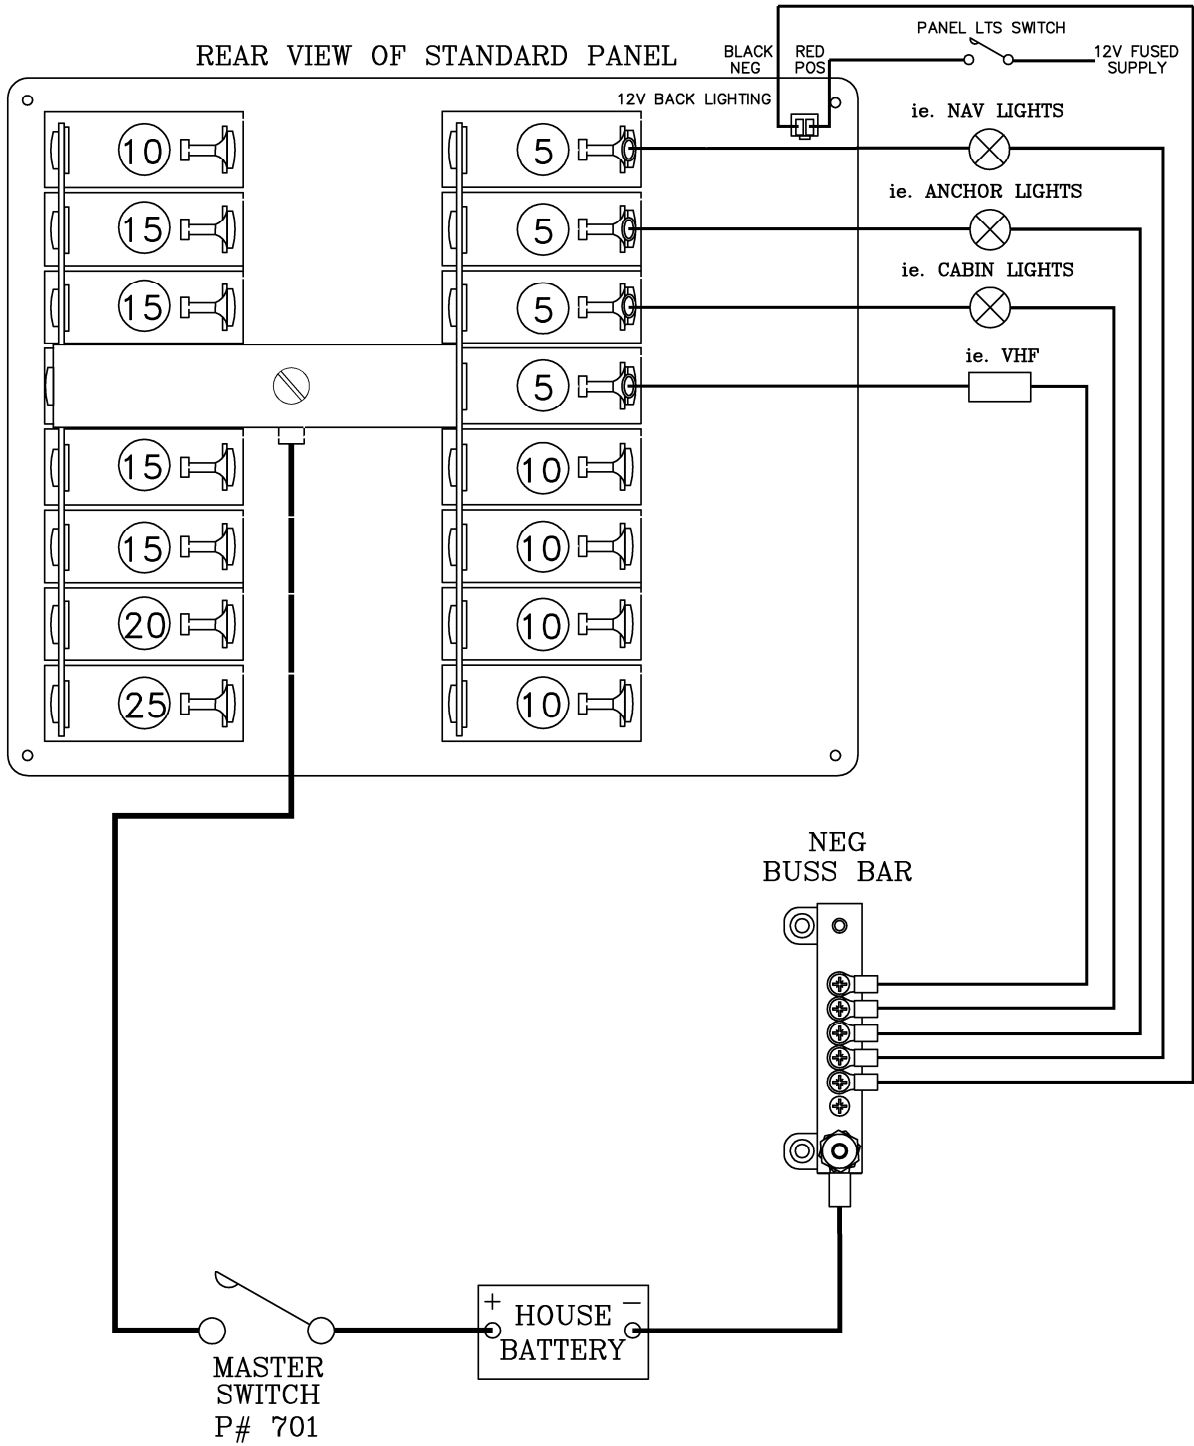 PANEL LTS SWITCH
REAR VIEW OF STANDARD PANEL
BLACK
NEG
RED
POS
12V FUSED
SUPPLY
12V BACK LIGHTING
ie. NAV LIGHTS
10
5
ie. ANCHOR LIGHTS
15
5
ie. CABIN LIGHTS
15
5
ie. VHF
5
15
10
15
10
20
10
25
10
NEG
BUSS BAR
+
−
HOUSE
BATTERY
MASTER
SWITCH
P# 701